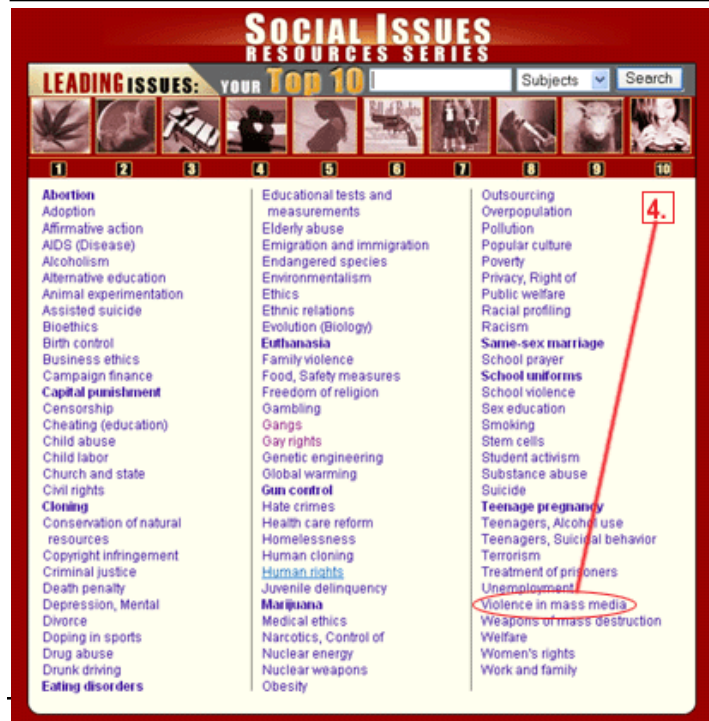 SOCIAL ISSUES
RESOURCES SERIES
LEADING ISSUES: YOUR Top 10
Subjects
Search
Bill of Rights
1 2 3 4 5 6 7 8 9 10
4.
Abortion
Adoption
Affirmative action
AIDS (Disease)
Alcoholism
Alternative education
Animal experimentation
Assisted suicide
Bioethics
Birth control
Business ethics
Campaign finance
Capital punishment
Censorship
Cheating (education)
Child abuse
Child labor
Church and state
Civil rights
Cloning
Conservation of natural
resources
Copyright infringement
Criminal justice
Death penalty
Depression, Mental
Divorce
Doping in sports
Drug abuse
Drunk driving
Eating disorders
Educational tests and
measurements
Elderly abuse
Emigration and immigration
Endangered species
Environmentalism
Ethics
Ethnic relations
Evolution (Biology)
Euthanasia
Family violence
Food, Safety measures
Freedom of religion
Gambling
Gangs
Gay rights
Genetic engineering
Global warming
Gun control
Hate crimes
Health care reform
Homelessness
Human cloning
Human rights
Juvenile delinquency
Marijuana
Medical ethics
Narcotics, Control of
Nuclear energy
Nuclear weapons
Obesity
Outsourcing
Overpopulation
Pollution
Popular culture
Poverty
Privacy, Right of
Public welfare
Racial profiling
Racism
Same-sex marriage
School prayer
School uniforms
School violence
Sex education
Smoking
Stem cells
Student activism
Substance abuse
Suicide
Teenage pregnancy
Teenagers, Alcohol use
Teenagers, Suicidal behavior
Terrorism
Treatment of prisoners
Unemployment
Violence in mass media
Weapons of mass destruction
Welfare
Women's rights
Work and family